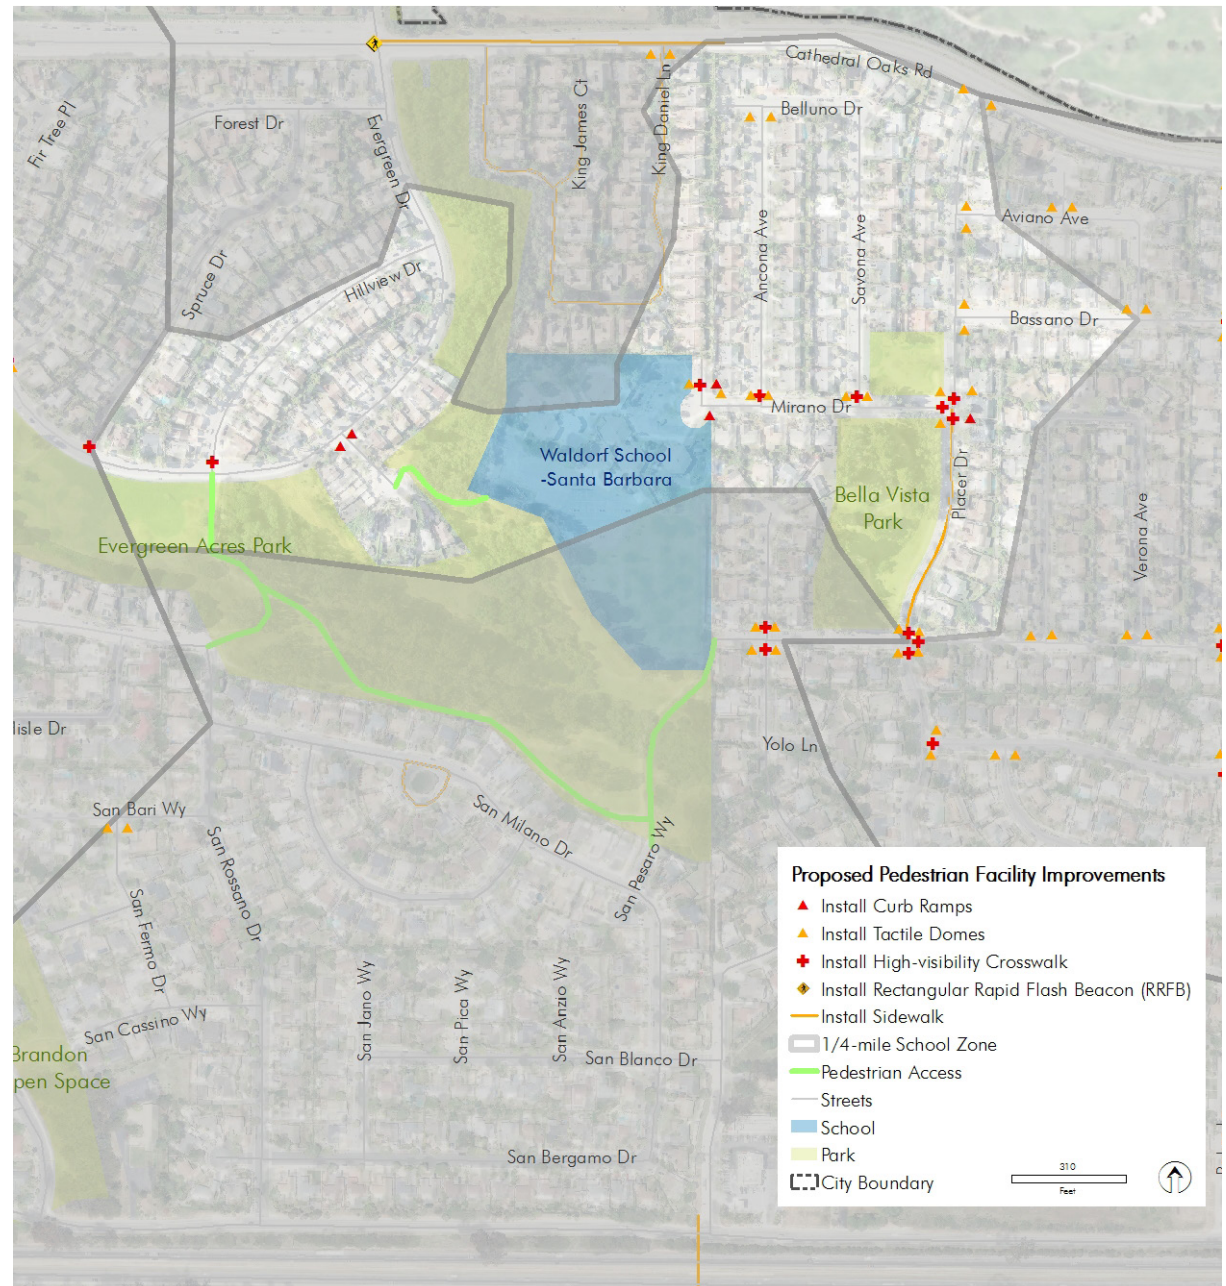 Cathedral Oaks Rd
Fir Tree Pl
Forest Dr
Evergreen Dr
King James Ct
King Daniel Ln
Belluno Dr
Aviano Ave
Ancona Ave
Savona Ave
Spruce Dr
Hillview Dr
Bassano Dr
Mirano Dr
Waldorf School
-Santa Barbara
Bella Vista
Park
Placer Dr
Verona Ave
Evergreen Acres Park
lisle Dr
Yolo Ln
San Bari Wy
San Rossano Dr
San Milano Dr
San Pesaro Wy
San Fermo Dr
San Cassino Wy
San Jano Wy
San Pica Wy
San Anzio Wy
San Blanco Dr
Brandon
pen Space
San Bergamo Dr
Proposed Pedestrian Facility Improvements
Install Curb Ramps
Install Tactile Domes
Install High-visibility Crosswalk
Install Rectangular Rapid Flash Beacon (RRFB)
Install Sidewalk
1/4-mile School Zone
Pedestrian Access
Streets
School
Park
City Boundary
310
Feet